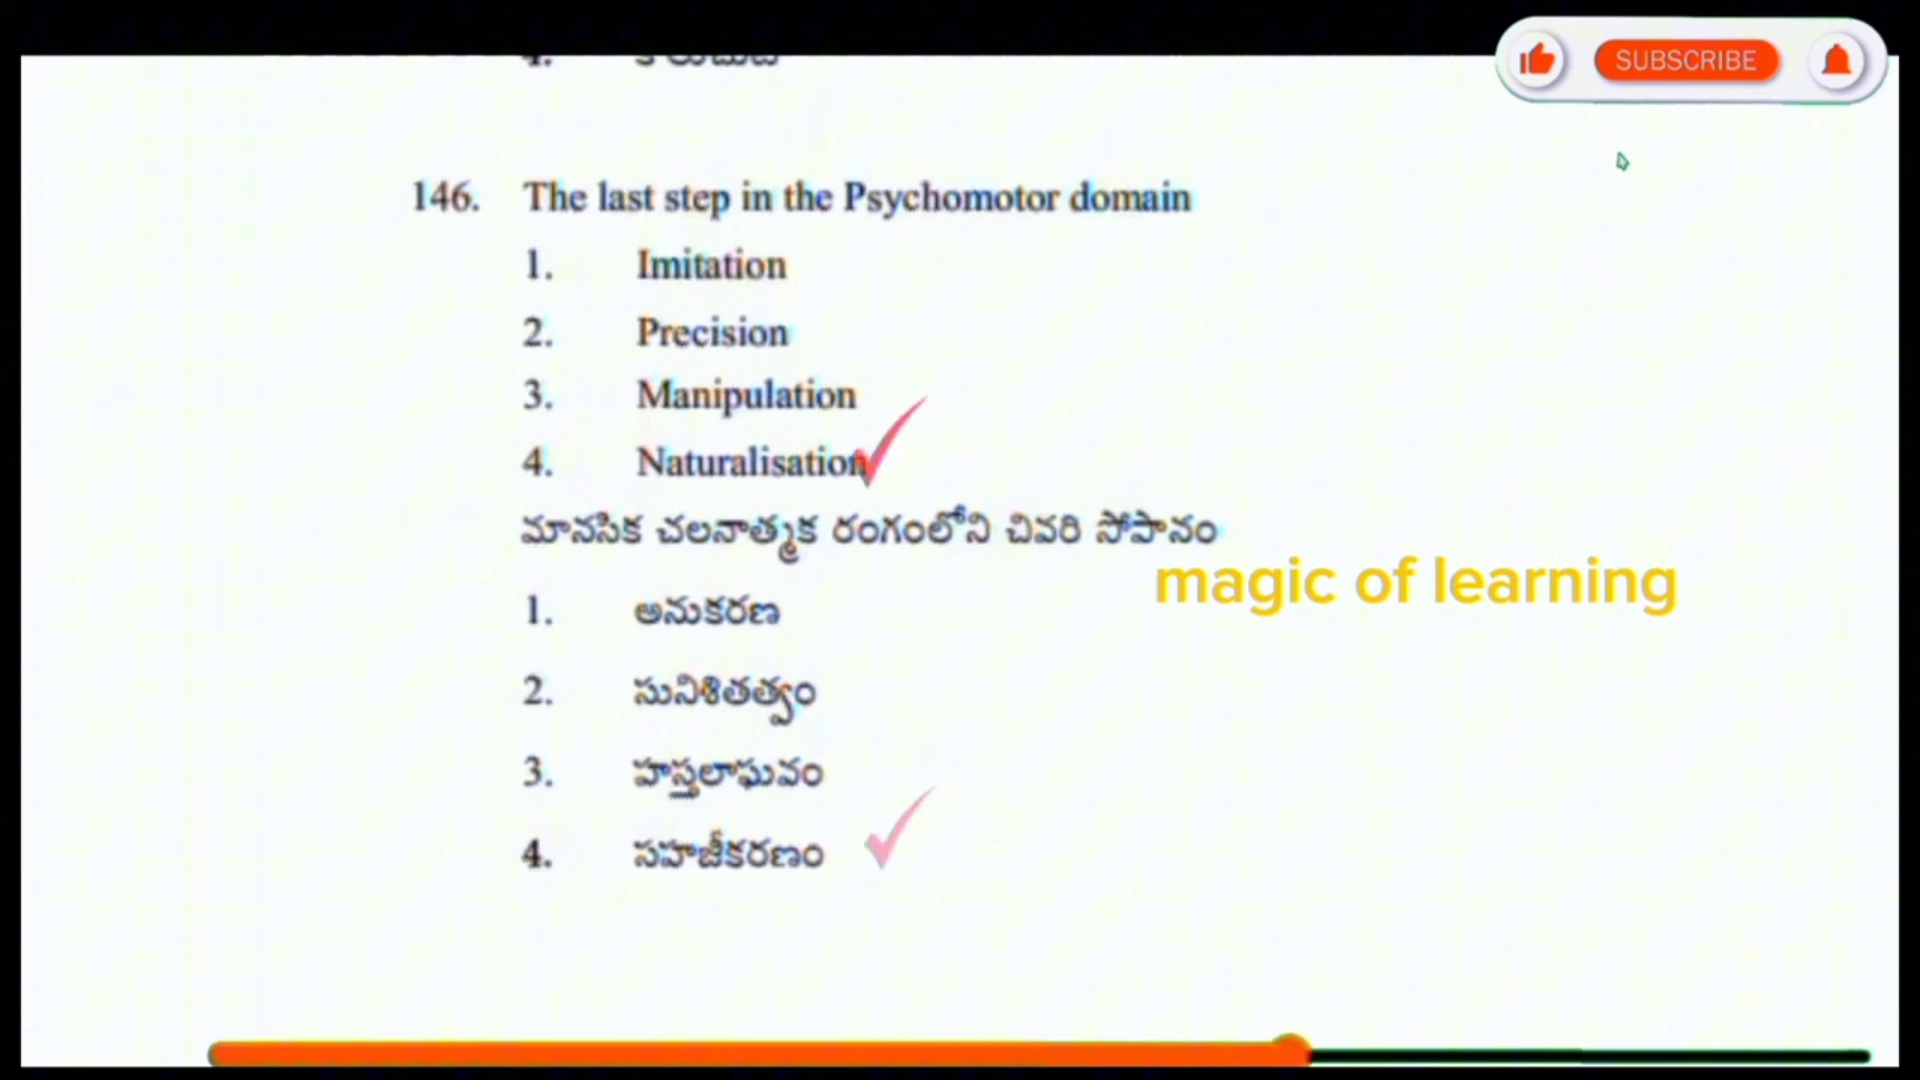 SUBSCRIBE
146. The last step in the Psychomotor domain
1. Imitation
2. Precision
3. Manipulation
4. Naturalisation
మానసిక చలనాత్మక రంగంలోని చివరి సోపానం
magic of learning
1. అనుకరణ
2. సునిశితత్వం
3. హస్తలాఘవం
4. సహజీకరణం